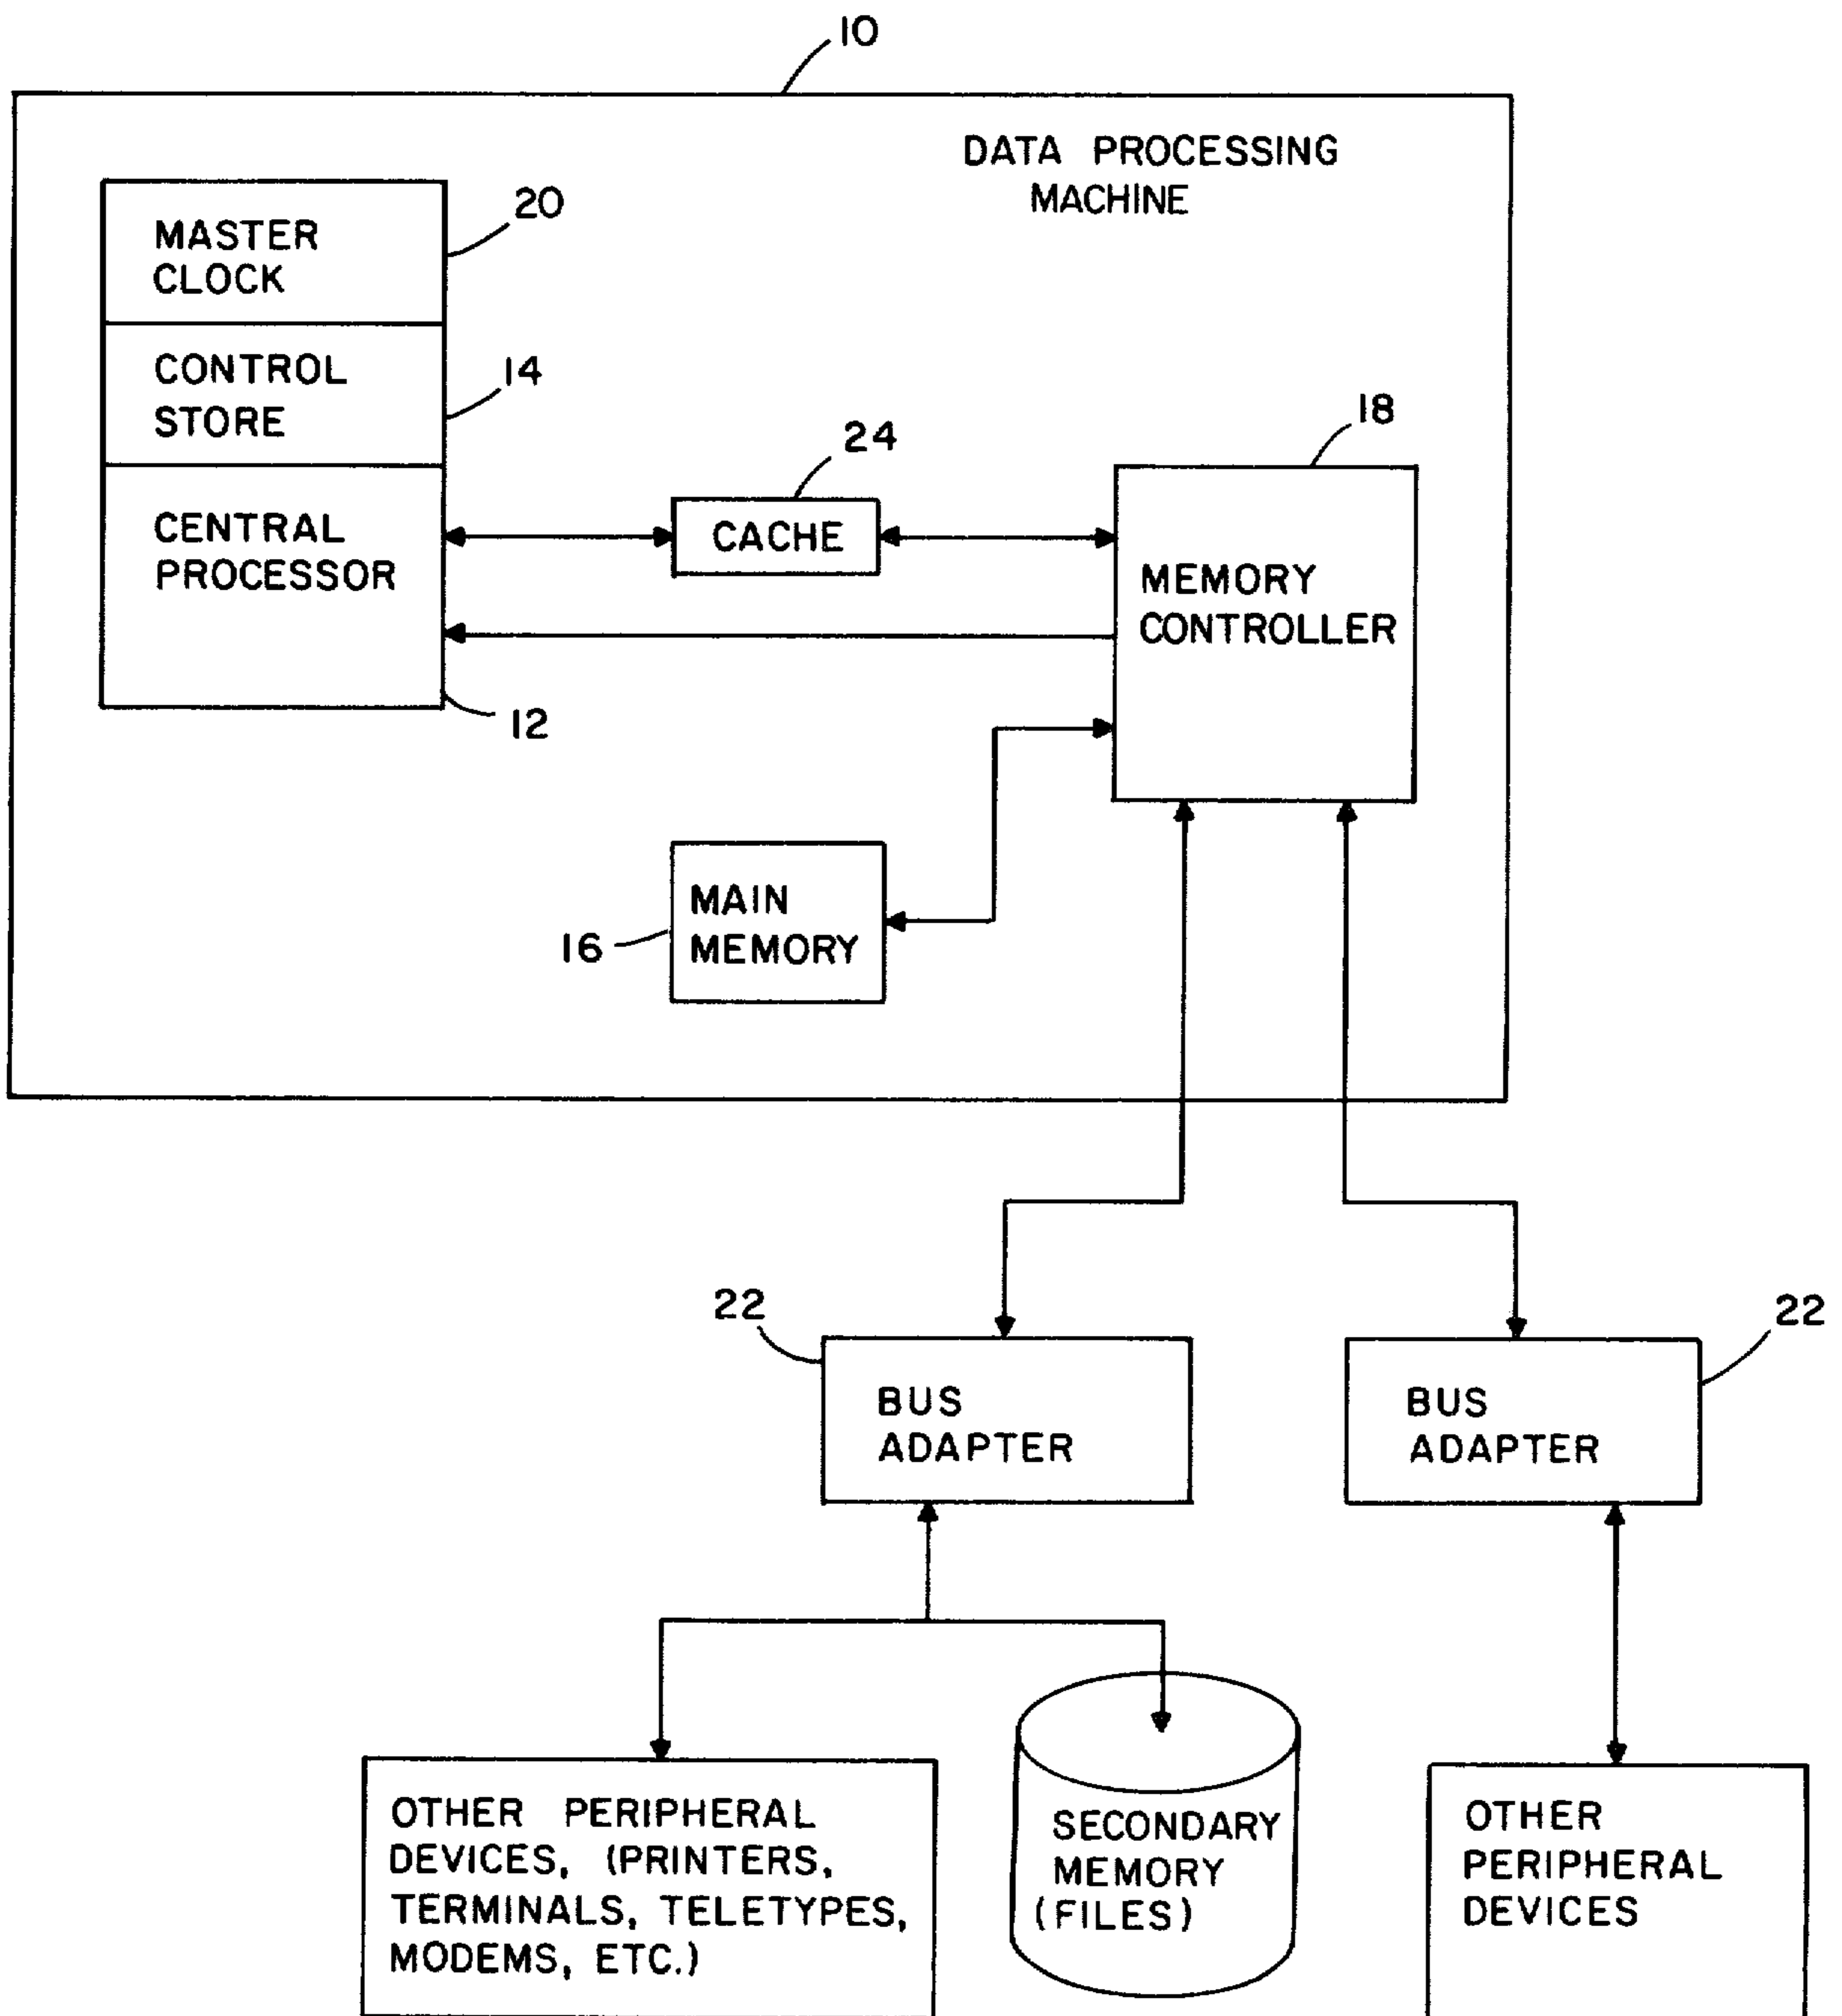 10
DATA PROCESSING
MACHINE
20
MASTER
CLOCK
CONTROL
STORE
14
18
24
CENTRAL
PROCESSOR
CACHE
MEMORY
CONTROLLER
12
MAIN
MEMORY
16
22
22
BUS
ADAPTER
BUS
ADAPTER
OTHER PERIPHERAL
DEVICES, (PRINTERS,
TERMINALS, TELETYPES,
MODEMS, ETC.)
SECONDARY
MEMORY
(FILES)
OTHER
PERIPHERAL
DEVICES